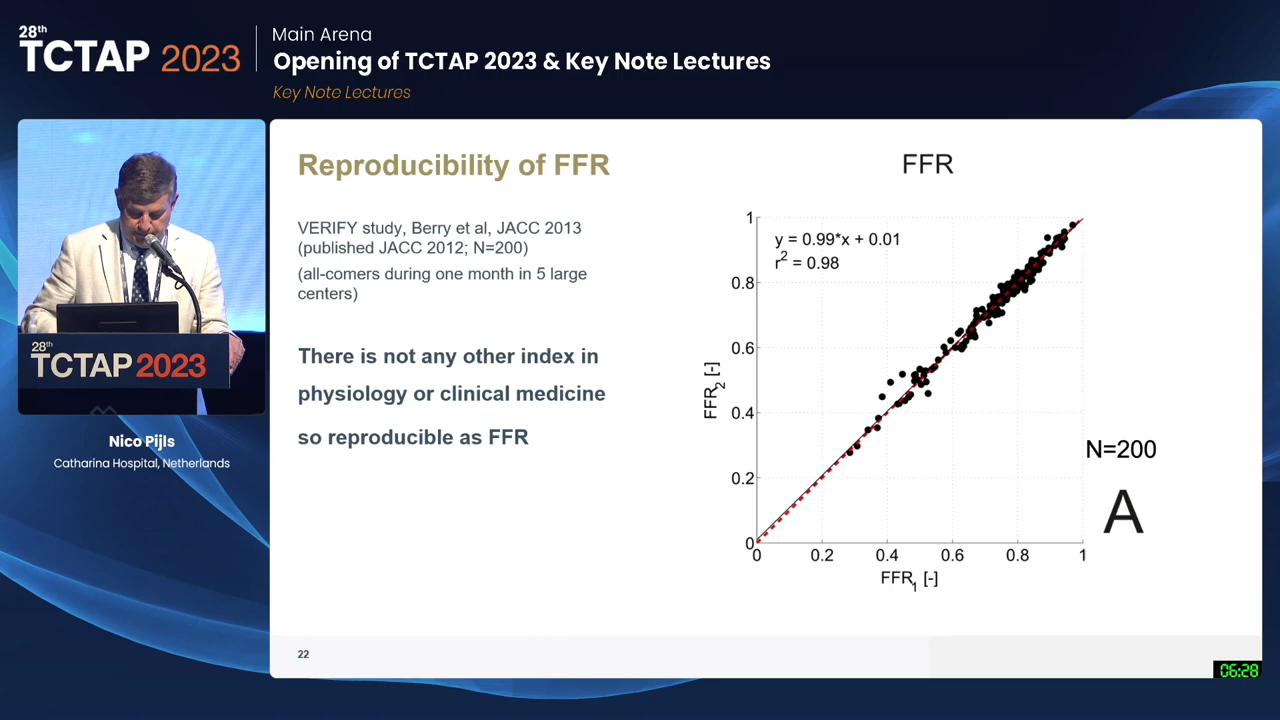 28th
TCTAP 2023
Main Arena
Opening of TCTAP 2023 & Key Note Lectures
Key Note Lectures
28th
TCTAP 2023
Nico Pijls
Catharina Hospital, Netherlands
Reproducibility of FFR
VERIFY study, Berry et al, JACC 2013
(published JACC 2012; N=200)
(all-comers during one month in 5 large
centers)
There is not any other index in
physiology or clinical medicine
so reproducible as FFR
FFR
y = 0.99*x + 0.01
r2 = 0.98
1
0.8
0.6
0.4
0.2
0
FFR2 [-]
0
0.2
0.4
0.6
0.8
1
FFR1 [-]
N=200
A
22
06:28